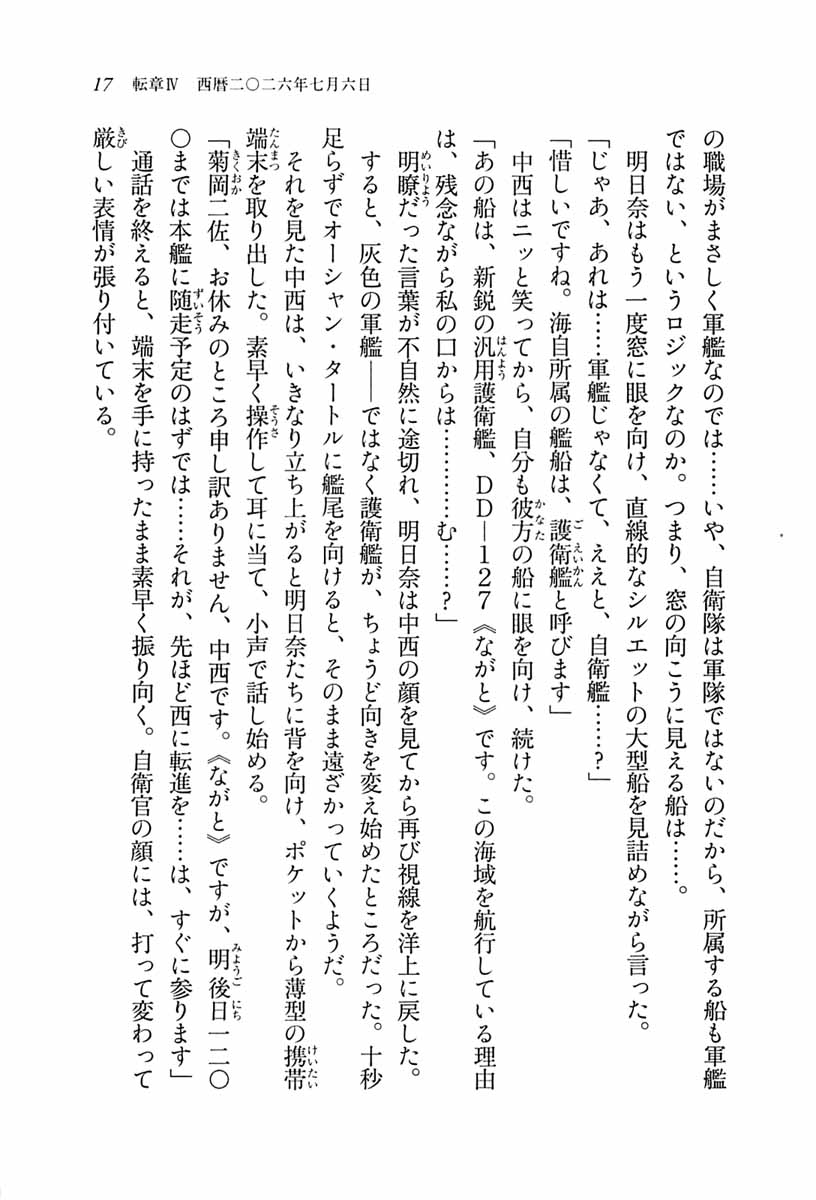 17　転章Ⅳ　西暦二〇二六年七月六日
の職場がまさしく軍艦なのでは……いや、自衛隊は軍隊ではないのだから、所属する船も軍艦
ではない、というロジックなのか。つまり、窓の向こうに見える船は……。
　明日奈はもう一度窓に眼を向け、直線的なシルエットの大型船を見詰めながら言った。
「じゃあ、あれは……軍艦じゃなくて、ええと、自衛艦……？」
「惜しいですね。海自所属の艦船は、護衛艦と呼びます」
　中西はニッと笑ってから、自分も彼方の船に眼を向け、続けた。
「あの船は、新鋭の汎用護衛艦、ＤＤ－１２７《ながと》です。この海域を航行している理由
は、残念ながら私の口からは…………む……？」
　明瞭だった言葉が不自然に途切れ、明日奈は中西の顔を見てから再び視線を洋上に戻した。
　すると、灰色の軍艦――ではなく護衛艦が、ちょうど向きを変え始めたところだった。十秒
足らずでオーシャン・タートルに艦尾を向けると、そのまま遠ざかっていくようだ。
　それを見た中西は、いきなり立ち上がると明日奈たちに背を向け、ポケットから薄型の携帯
端末を取り出した。素早く操作して耳に当て、小声で話し始める。
「菊岡二佐、お休みのところ申し訳ありません、中西です。《ながと》ですが、明後日一二〇
〇までは本艦に随走予定のはずでは……それが、先ほど西に転進を……は、すぐに参ります」
　通話を終えると、端末を手に持ったまま素早く振り向く。自衛官の顔には、打って変わって
厳しい表情が張り付いている。